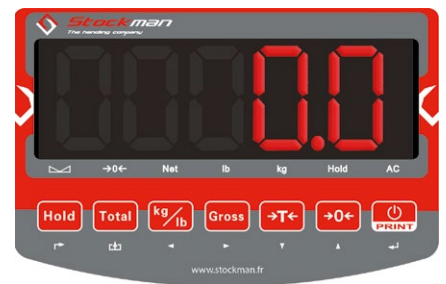 Stockman
The handling company
0.0
→0← Net lb kg Hold AC
Hold Total kg/lb Gross →T← →0← PRINT
www.stockman.fr